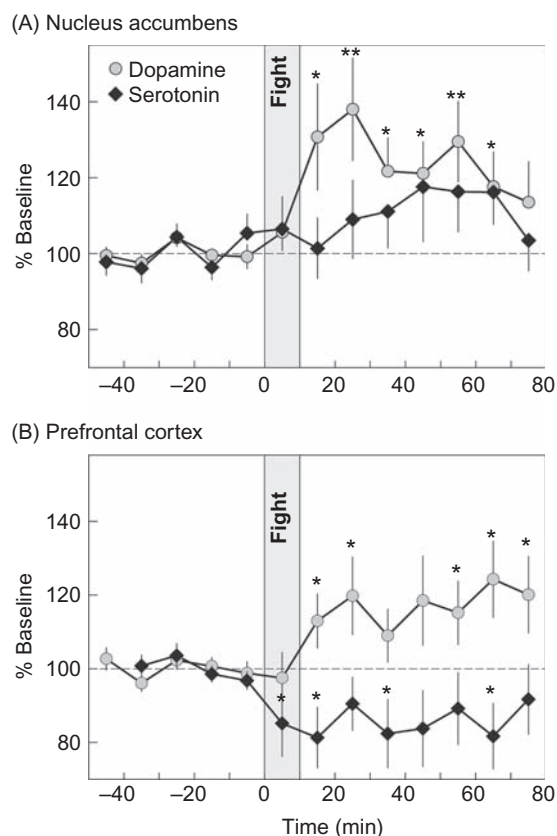 (A) Nucleus accumbens
Dopamine
Serotonin
Fight
* ** * * ** *
% Baseline
140
120
100
80
–40 –20 0 20 40 60 80
(B) Prefrontal cortex
Fight
* * * * *
* * * *
% Baseline
140
120
100
80
–40 –20 0 20 40 60 80
Time (min)